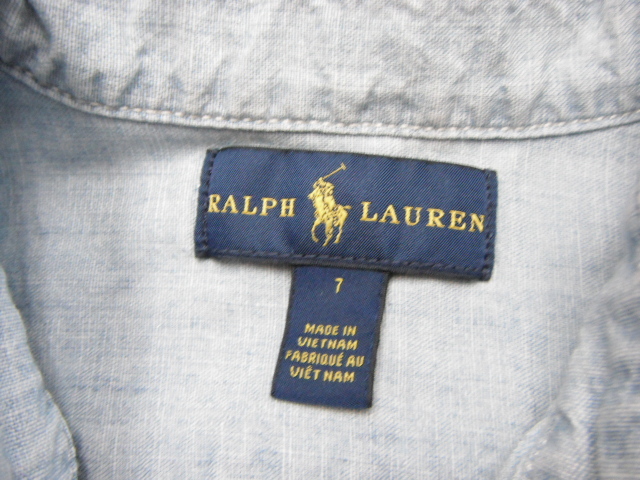 RALPH LAUREN
7
MADE IN
VIETNAM
FABRIQUÉ AU
VIÊT NAM